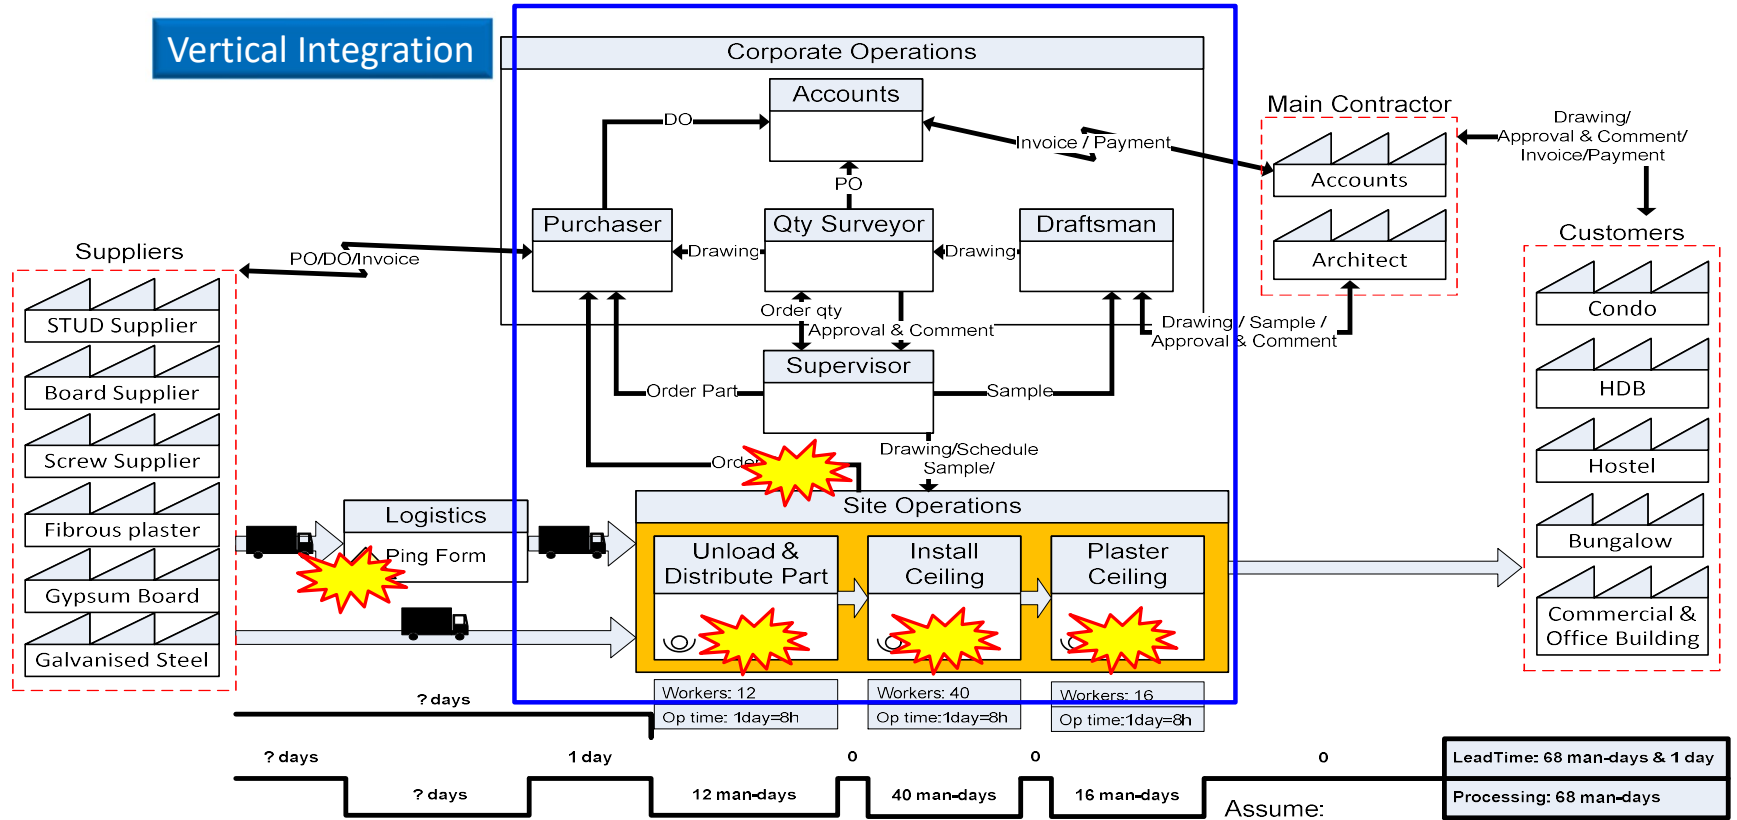 Vertical Integration
Corporate Operations
Accounts
DO
Invoice / Payment
PO
Purchaser
Qty Surveyor
Draftsman
Drawing
Drawing
PO/DO/Invoice
Order qty
Approval & Comment
Drawing / Sample /
Approval & Comment
Supervisor
Order Part
Sample
Drawing/Schedule
Sample/
Order
Main Contractor
Accounts
Architect
Drawing/
Approval & Comment/
Invoice/Payment
Customers
Condo
HDB
Hostel
Bungalow
Commercial &
Office Building
Suppliers
STUD Supplier
Board Supplier
Screw Supplier
Fibrous plaster
Gypsum Board
Galvanised Steel
Logistics
Ping Form
Site Operations
Unload &
Distribute Part
Install
Ceiling
Plaster
Ceiling
Workers: 12
Op time: 1day=8h
Workers: 40
Op time: 1day=8h
Workers: 16
Op time:1day=8h
? days
? days
1 day
0
0
0
? days
12 man-days
40 man-days
16 man-days
Assume:
LeadTime: 68 man-days & 1 day
Processing: 68 man-days